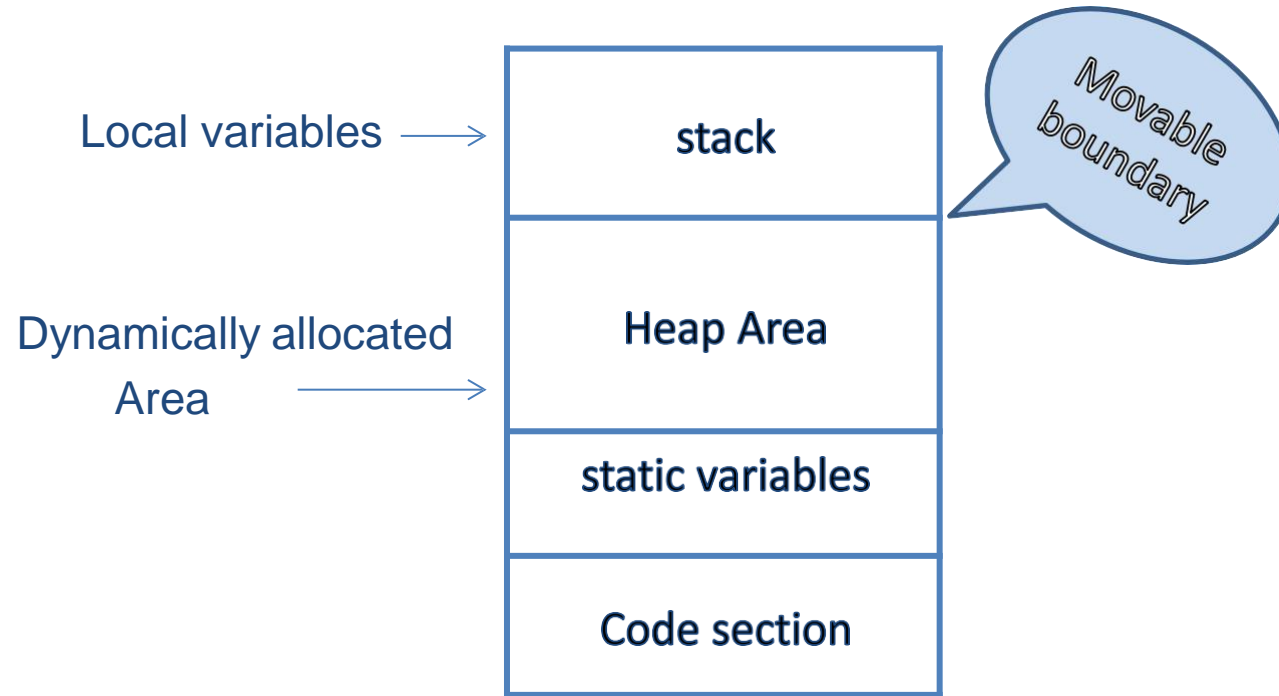 Movable
boundary
Local variables
stack
Heap Area
Dynamically allocated
Area
static variables
Code section